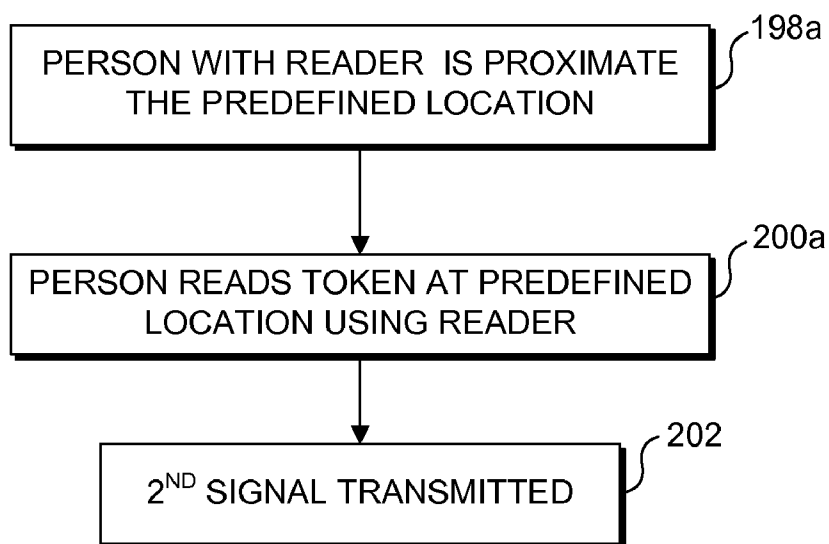 198a
PERSON WITH READER IS PROXIMATE
THE PREDEFINED LOCATION
200a
PERSON READS TOKEN AT PREDEFINED
LOCATION USING READER
202
2ND SIGNAL TRANSMITTED